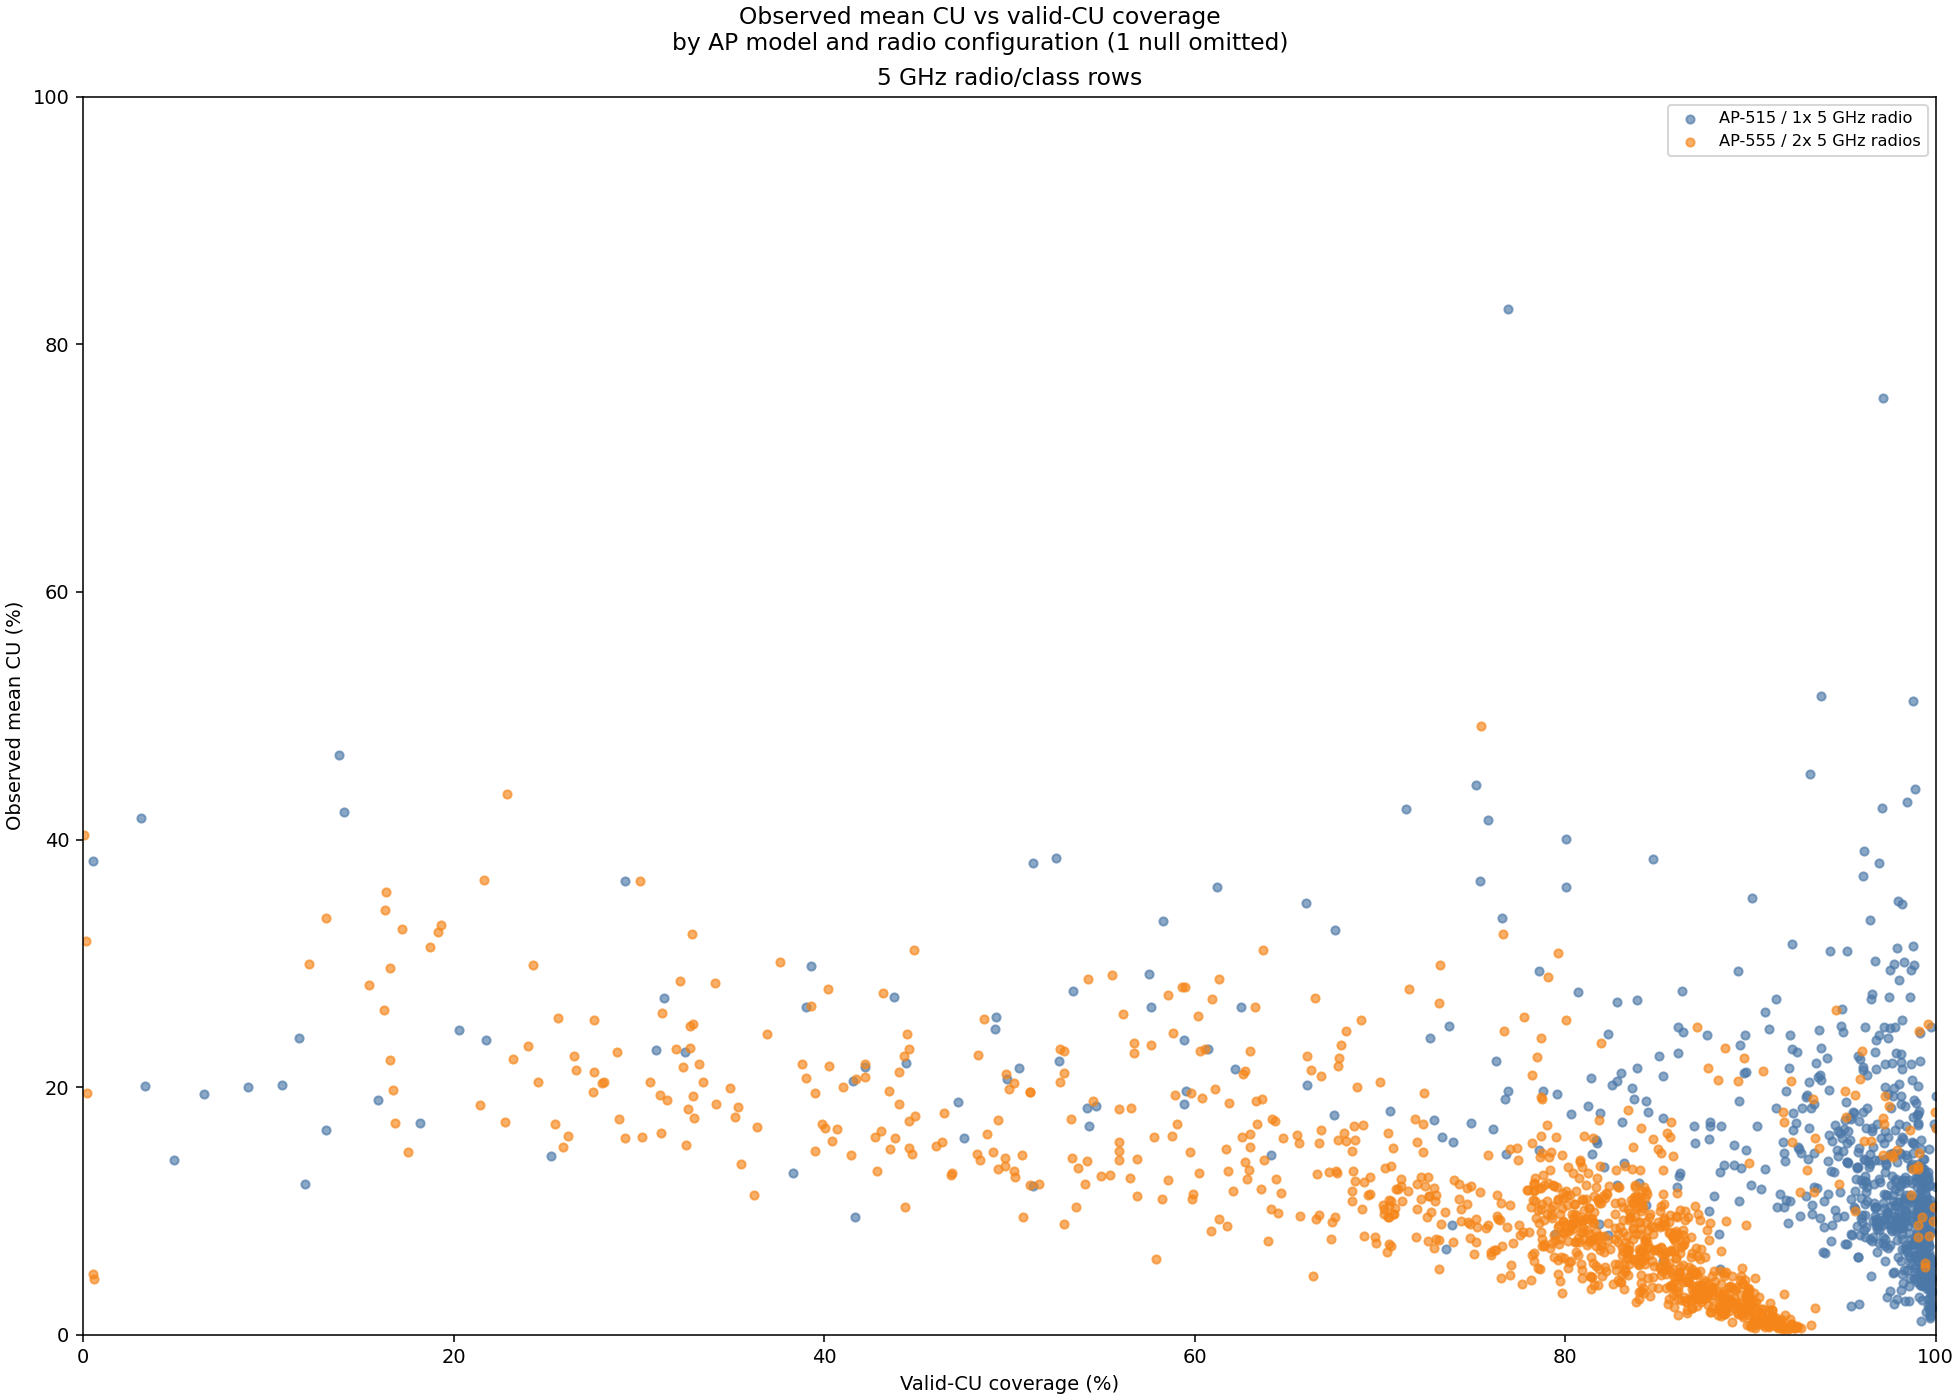 Observed mean CU vs valid-CU coverage
by AP model and radio configuration (1 null omitted)
5 GHz radio/class rows
AP-515 / 1x 5 GHz radio
AP-555 / 2x 5 GHz radios
100
80
60
40
20
0
Observed mean CU (%)
0 20 40 60 80 100
Valid-CU coverage (%)